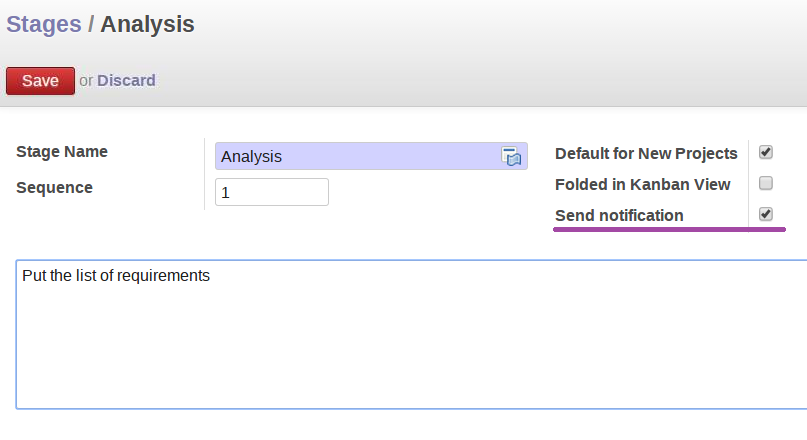 Stages / Analysis
Save or Discard
Stage Name
Analysis
Sequence
1
Default for New Projects
Folded in Kanban View
Send notification
Put the list of requirements